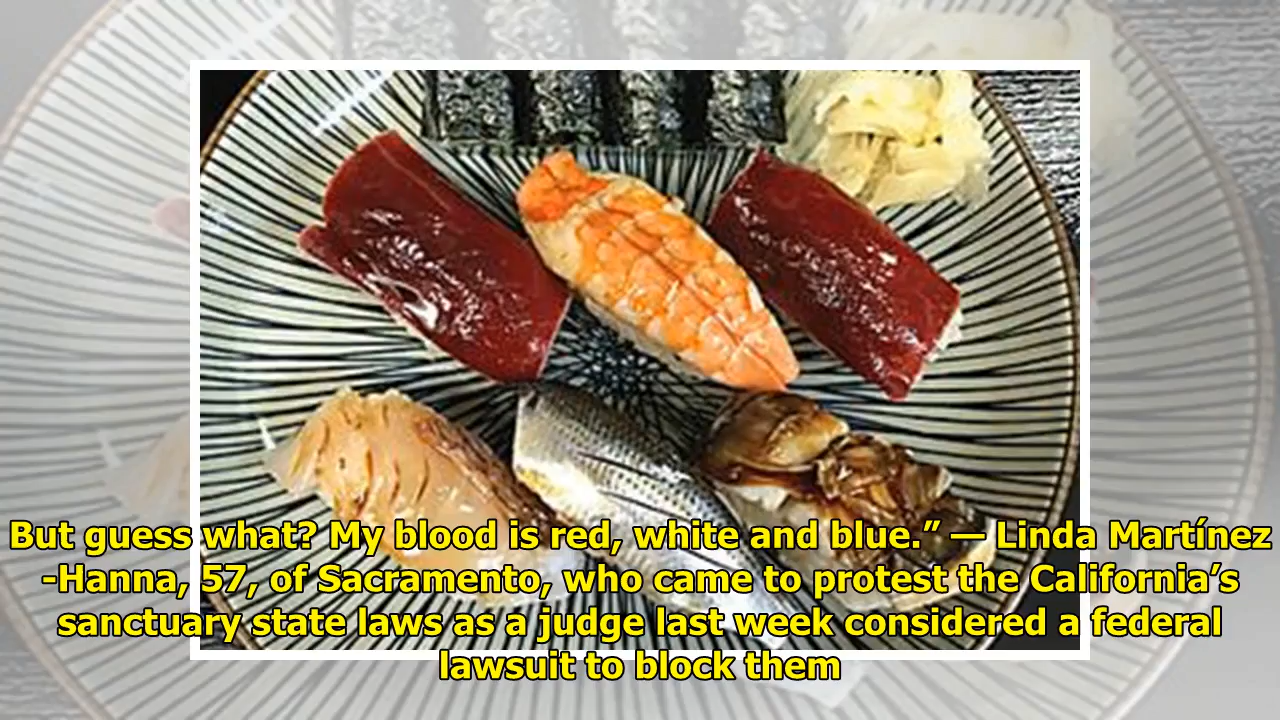 But guess what? My blood is red, white and blue.” — Linda Martínez
-Hanna, 57, of Sacramento, who came to protest the California’s
sanctuary state laws as a judge last week considered a federal
lawsuit to block them